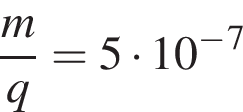 m/q = 5 · 10⁻⁷